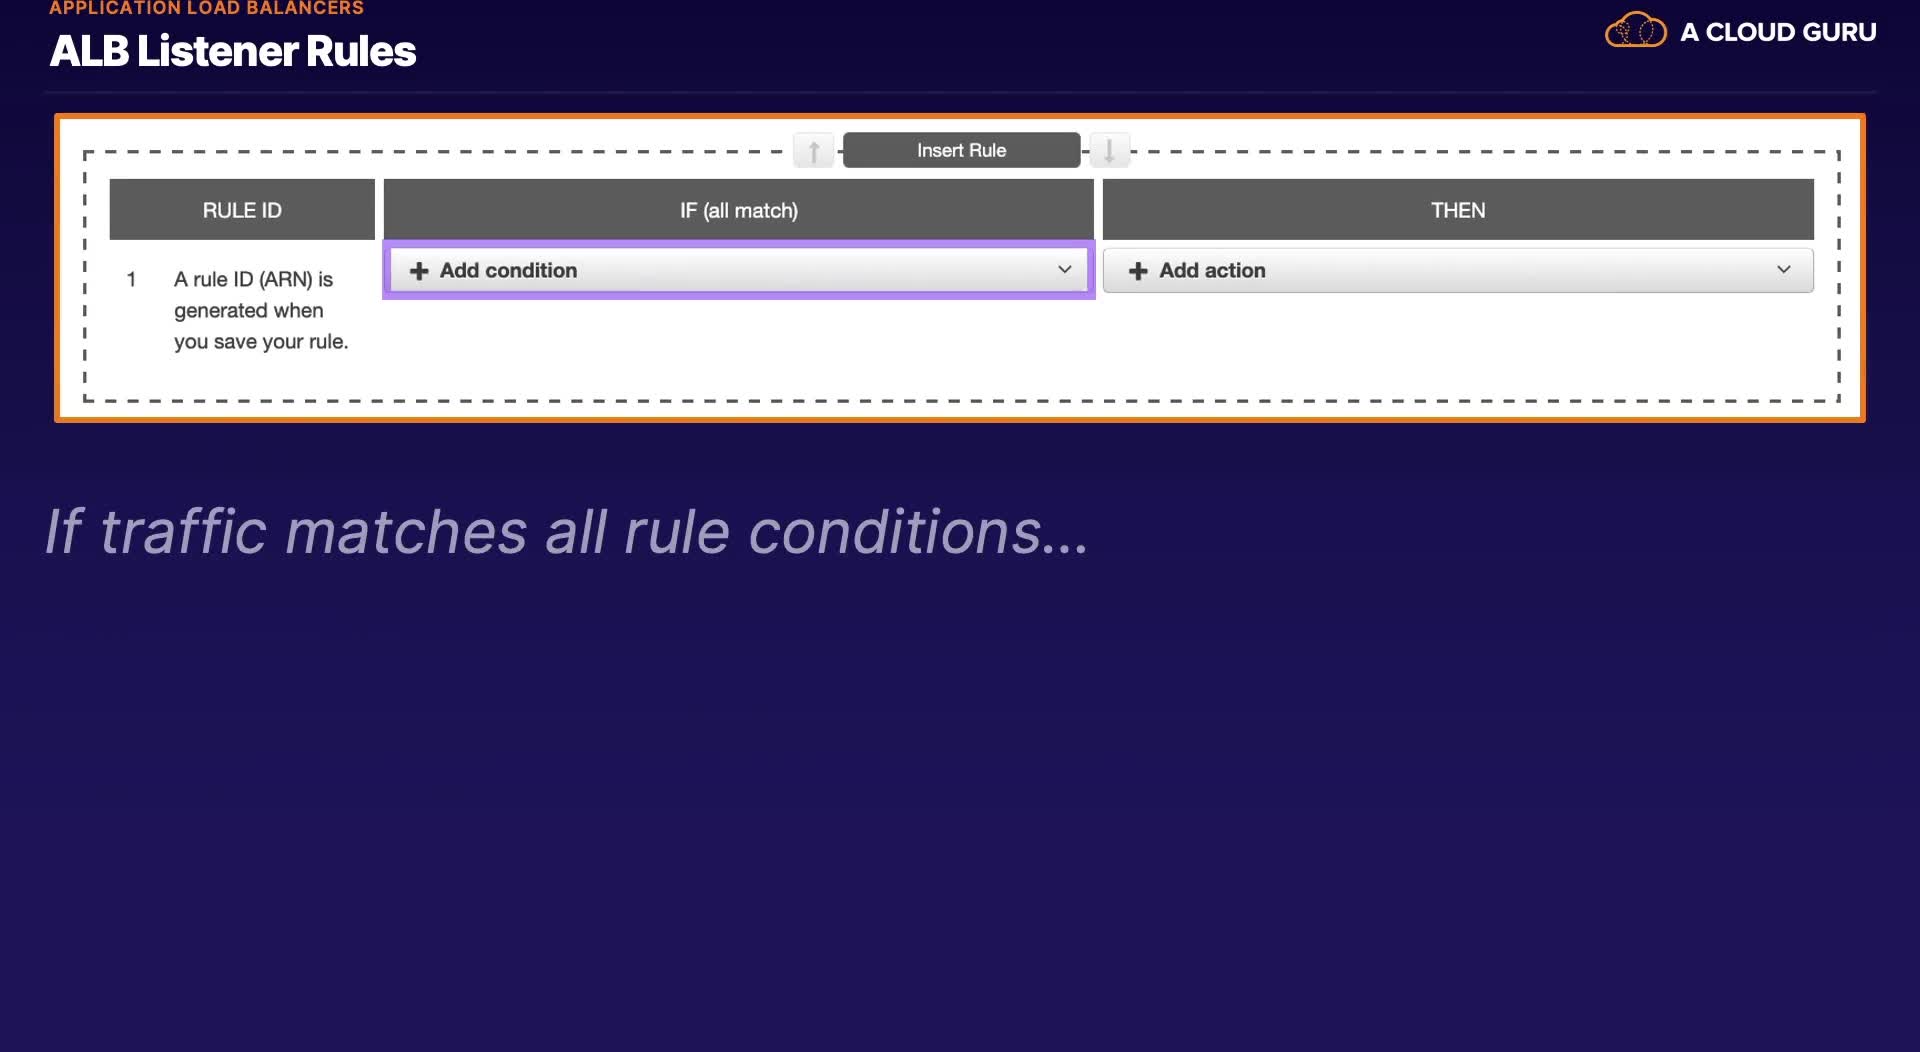 APPLICATION LOAD BALANCERS
ALB Listener Rules
A CLOUD GURU
Insert Rule
RULE ID
IF (all match)
THEN
1
A rule ID (ARN) is
generated when
you save your rule.
Add condition
Add action
If traffic matches all rule conditions...